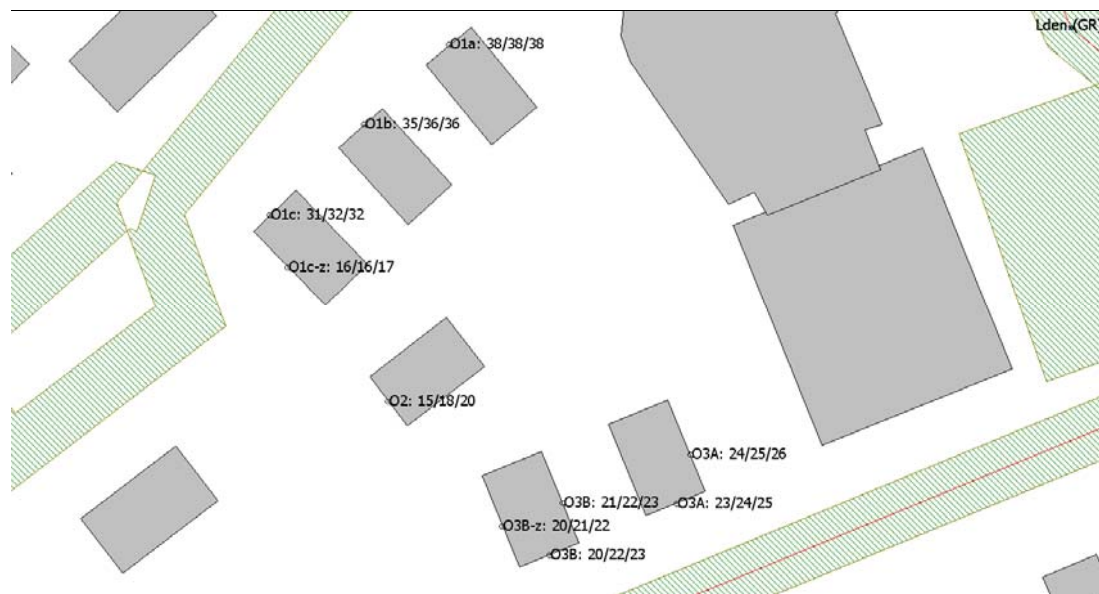 Lden (GR)
O1a: 38/38/38
O1b: 35/36/36
O1c: 31/32/32
O1c-z: 16/16/17
O2: 15/18/20
O3A: 24/25/26
O3B: 21/22/23
O3A: 23/24/25
O3B-z: 20/21/22
O3B: 20/22/23